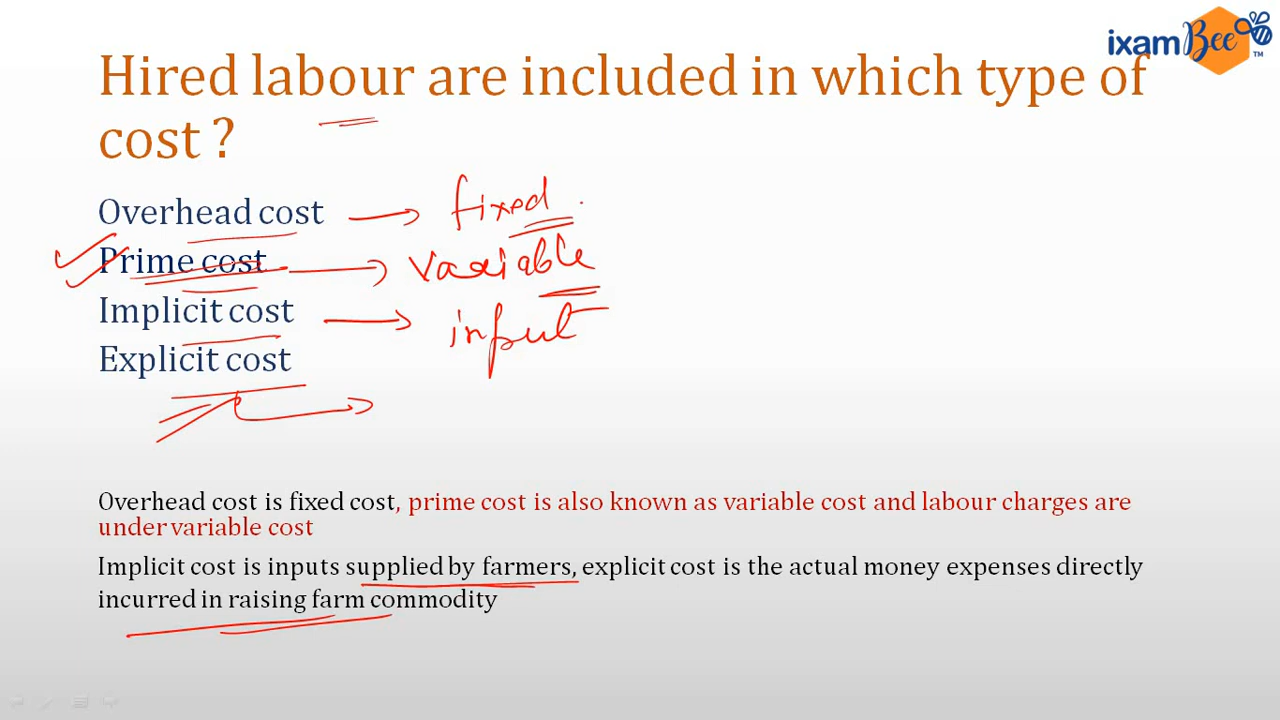 ixamBee™
Hired labour are included in which type of
cost ?
Overhead cost → fixed
Prime cost → variable
Implicit cost → input
Explicit cost
Overhead cost is fixed cost, prime cost is also known as variable cost and labour charges are
under variable cost
Implicit cost is inputs supplied by farmers, explicit cost is the actual money expenses directly
incurred in raising farm commodity